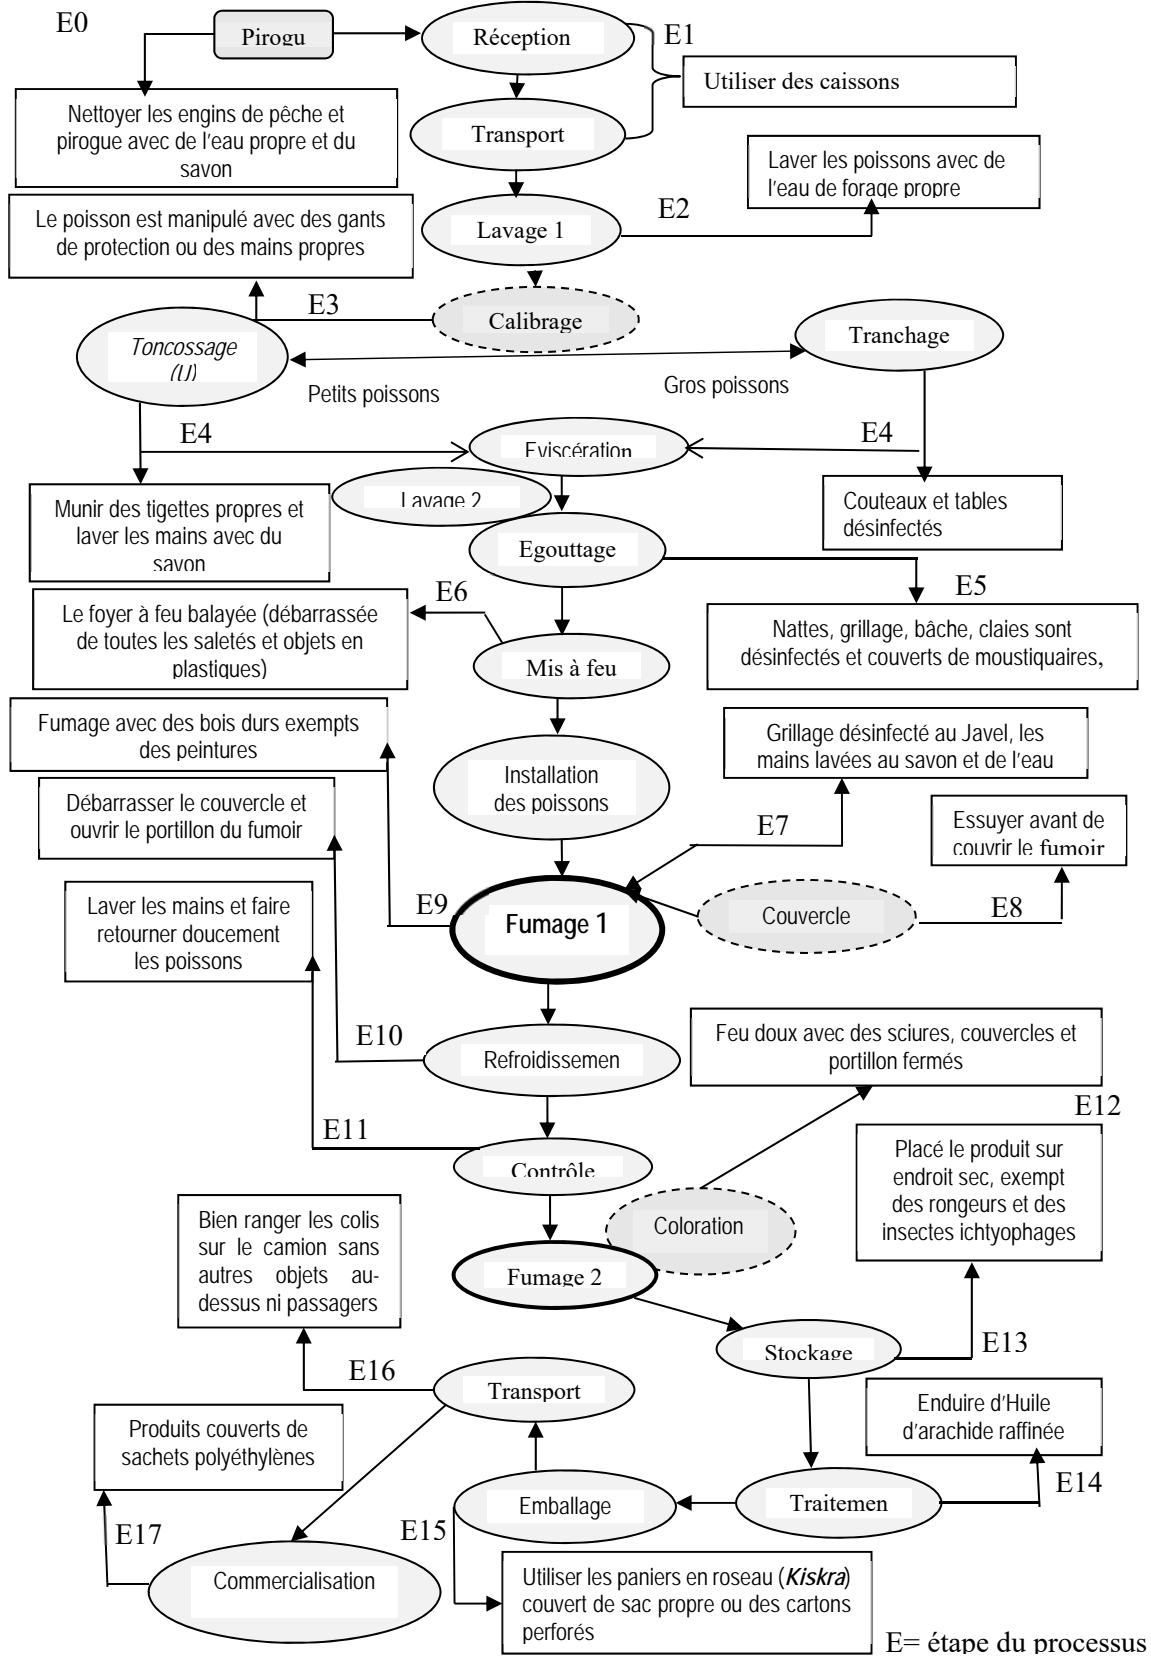 E0
Pirogu
Réception
E1
Utiliser des caissons
Nettoyer les engins de pêche et
pirogue avec de l'eau propre et du
savon
Transport
Laver les poissons avec de
l'eau de forage propre
Le poisson est manipulé avec des gants
de protection ou des mains propres
Lavage 1
E2
E3
Calibrage
Toncossage
(U)
Tranchage
Petits poissons
Gros poissons
E4
Eviscération
E4
Lavage 2
Munir des tigettes propres et
laver les mains avec du
savon
Couteaux et tables
désinfectés
Egouttage
E5
E6
Le foyer à feu balayée (débarrassée
de toutes les saletés et objets en
plastiques)
Nattes, grillage, bâche, claies sont
désinfectés et couverts de moustiquaires,
Mis à feu
Fumage avec des bois durs exempts
des peintures
Grillage désinfecté au Javel, les
mains lavées au savon et de l'eau
Installation
des poissons
Débarrasser le couvercle et
ouvrir le portillon du fumoir
E7
Essuyer avant de
couvrir le fumoir
Laver les mains et faire
retourner doucement
les poissons
E9
Fumage 1
Couvercle
E8
E10
Refroidissemen
Feu doux avec des sciures, couvercles et
portillon fermés
E12
E11
Contrôle
Placé le produit sur
endroit sec, exempt
des rongeurs et des
insectes ichtyophages
Bien ranger les colis
sur le camion sans
autres objets au-
dessus ni passagers
Coloration
Fumage 2
Stockage
E13
E16
Transport
Enduire d'Huile
d'arachide raffinée
Produits couverts de
sachets polyéthylènes
E14
Traitemen
Emballage
E15
E17
Commercialisation
Utiliser les paniers en roseau (Kiskra)
couvert de sac propre ou des cartons
perforés
E= étape du processus